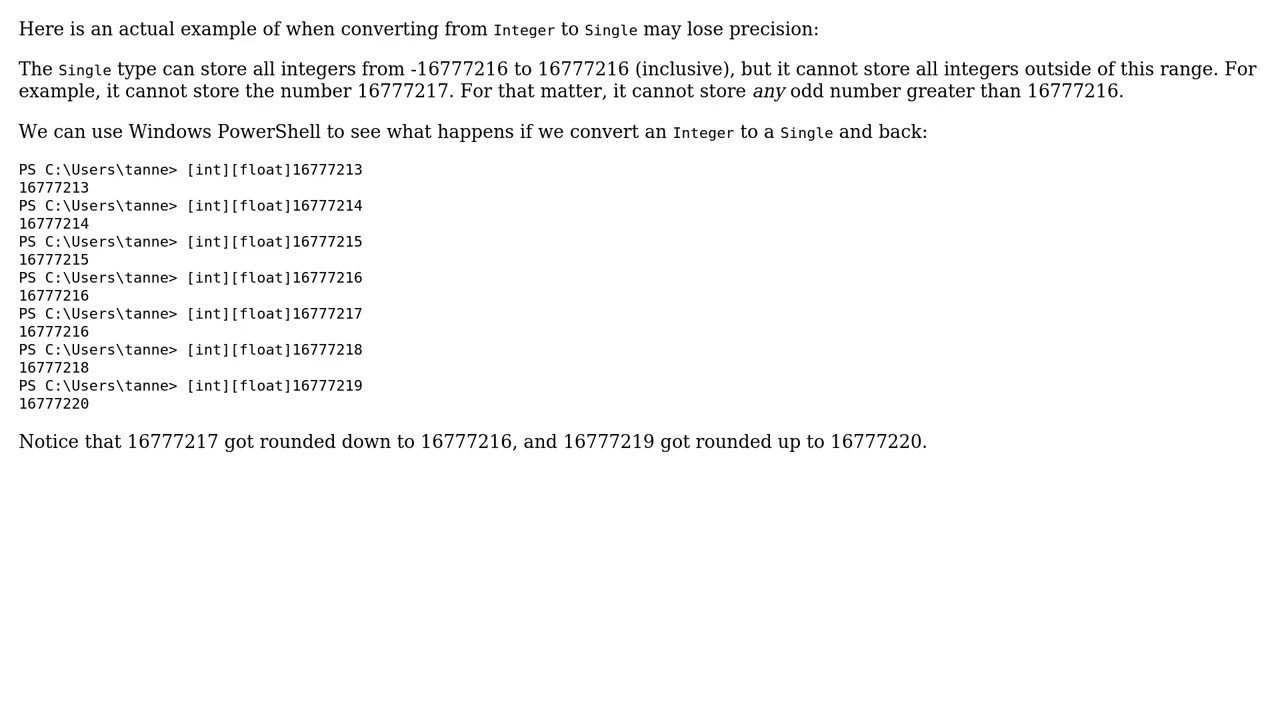 Here is an actual example of when converting from Integer to Single may lose precision:
The Single type can store all integers from -16777216 to 16777216 (inclusive), but it cannot store all integers outside of this range. For
example, it cannot store the number 16777217. For that matter, it cannot store any odd number greater than 16777216.
We can use Windows PowerShell to see what happens if we convert an Integer to a Single and back:
PS C:\Users\tanne> [int][float]16777213
16777213
PS C:\Users\tanne> [int][float]16777214
16777214
PS C:\Users\tanne> [int][float]16777215
16777215
PS C:\Users\tanne> [int][float]16777216
16777216
PS C:\Users\tanne> [int][float]16777217
16777216
PS C:\Users\tanne> [int][float]16777218
16777218
PS C:\Users\tanne> [int][float]16777219
16777220
Notice that 16777217 got rounded down to 16777216, and 16777219 got rounded up to 16777220.